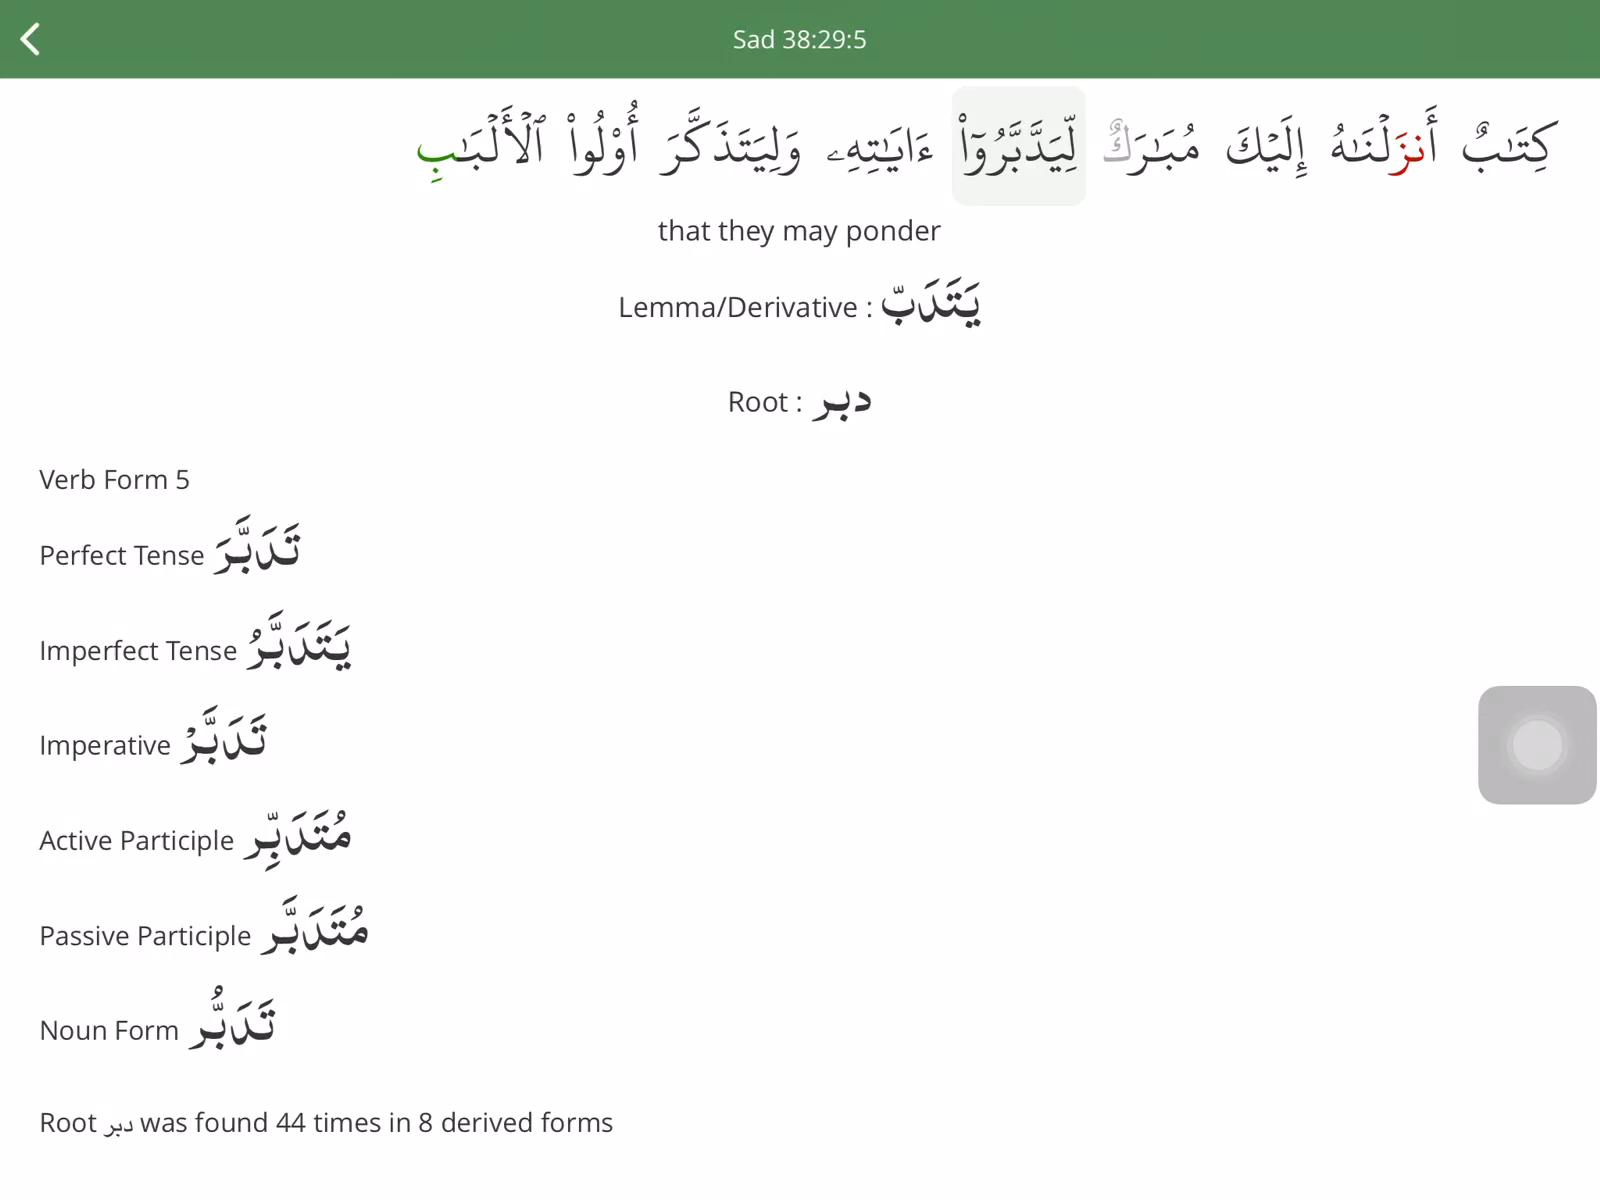 Sad 38:29:5
كِتَـٰبٌ أَنزَلْنَـٰهُ إِلَيْكَ مُبَـٰرَكٌ لِّيَدَّبَّرُوٓا۟ ءَايَـٰتِهِۦ وَلِيَتَذَكَّرَ أُو۟لُوا۟ ٱلْأَلْبَـٰبِ
that they may ponder
Lemma/Derivative : يَتَدَبّ
Root : دبر
Verb Form 5
Perfect Tense تَدَبَّرَ
Imperfect Tense يَتَدَبَّرُ
Imperative تَدَبَّرْ
Active Participle مُتَدَبِّر
Passive Participle مُتَدَبَّر
Noun Form تَدَبُّر
Root دبر was found 44 times in 8 derived forms